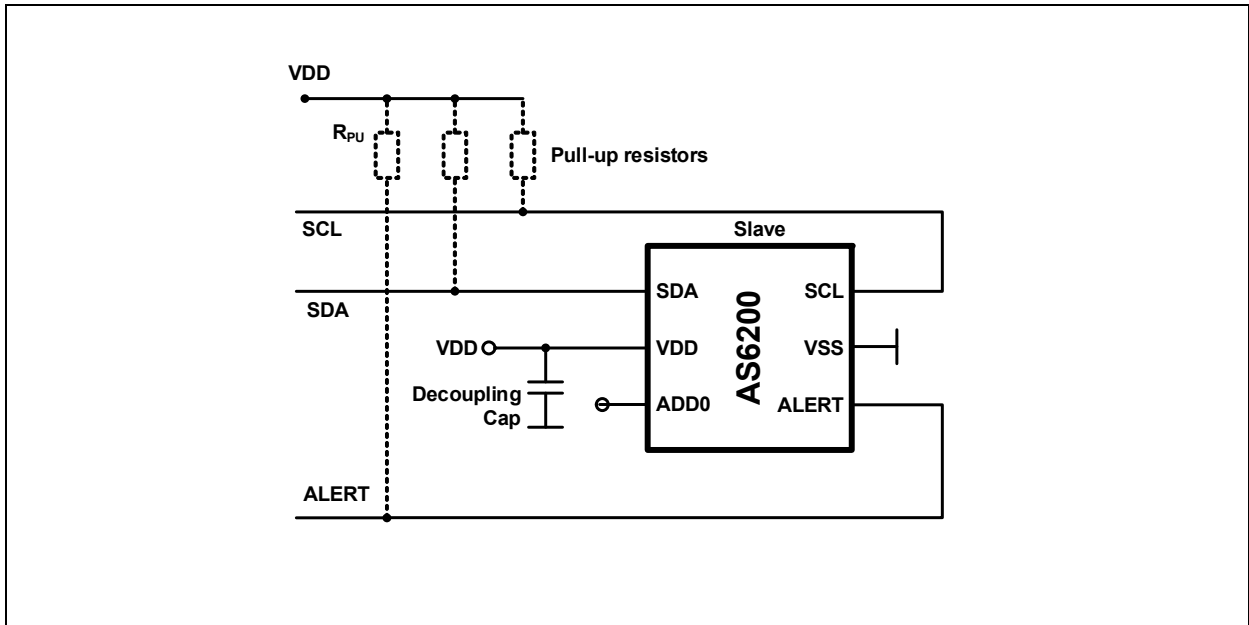 VDD
RPU
Pull-up resistors
SCL
Slave
SDA
SDA
SCL
AS6200
VDD
VDD
VSS
Decoupling
Cap
ADD0
ALERT
ALERT